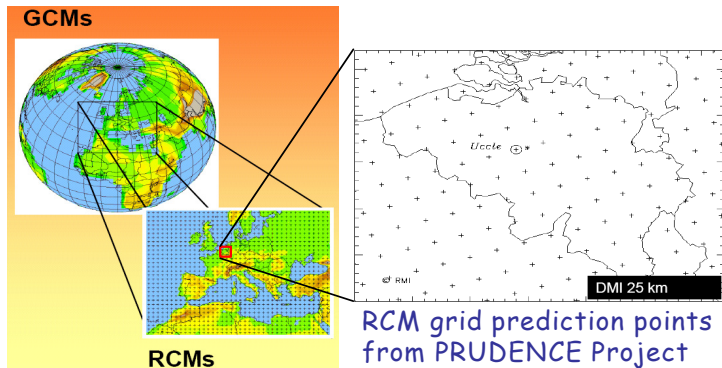 GCMs
Uccle
RMI
DMI 25 km
RCMs
RCM grid prediction points
from PRUDENCE Project